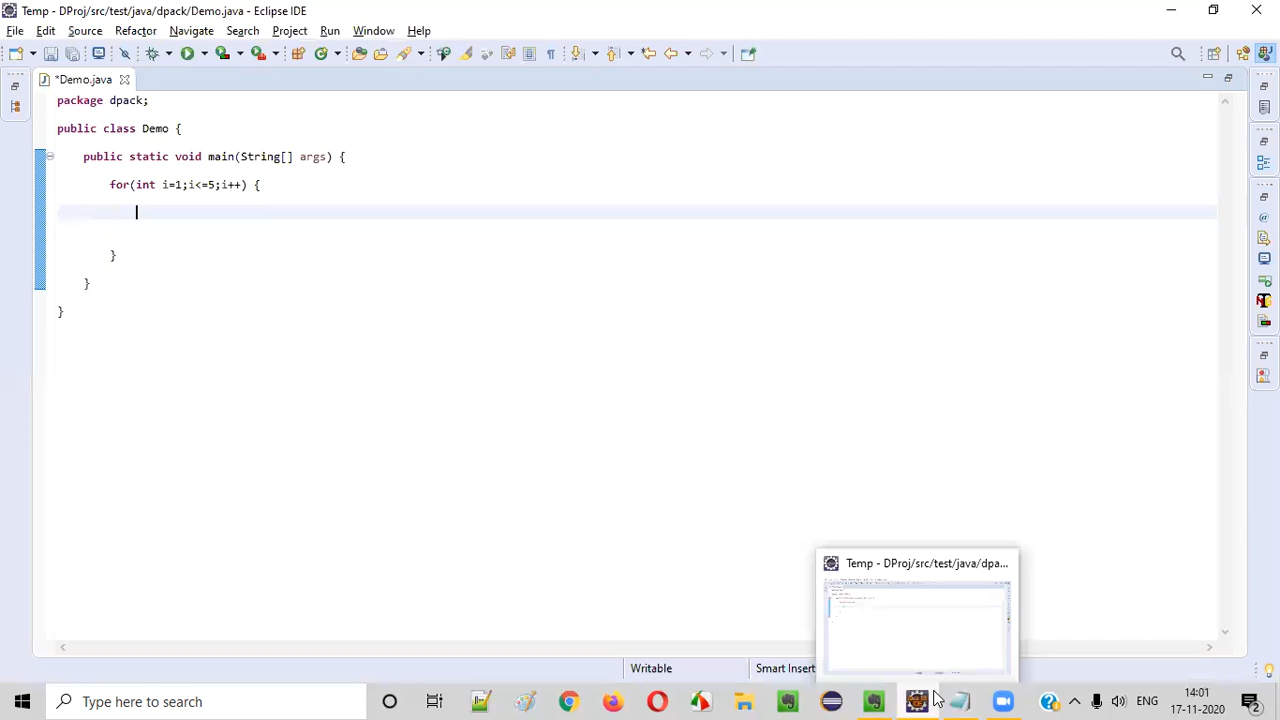 Temp - DProj/src/test/java/dpack/Demo.java - Eclipse IDE
File Edit Source Refactor Navigate Search Project Run Window Help
*Demo.java
package dpack;
public class Demo {
public static void main(String[] args) {
for(int i=1;i<=5;i++) {
}
}
}
Temp - DProj/src/test/java/dpa...
Writable
Smart Insert
Type here to search
ENG
14:01
17-11-2020
2